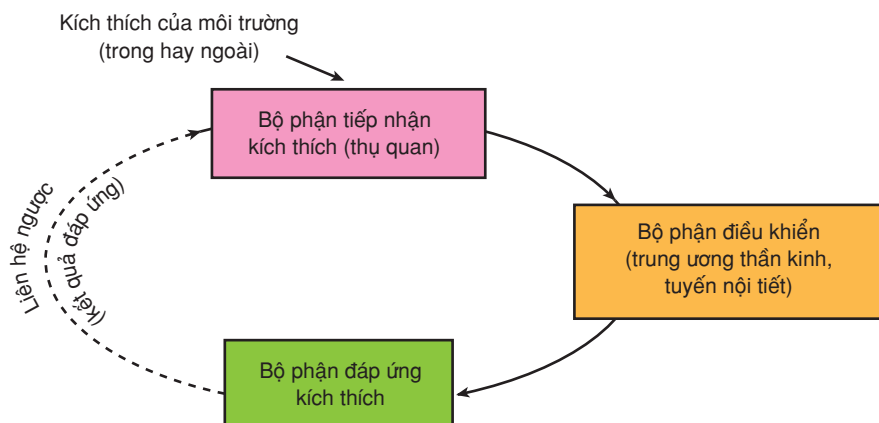 Kích thích của môi trường
(trong hay ngoài)
Bộ phận tiếp nhận
kích thích (thụ quan)
Bộ phận điều khiển
(trung ương thần kinh,
tuyến nội tiết)
Bộ phận đáp ứng
kích thích
Liên hệ ngược
(kết quả đáp ứng)